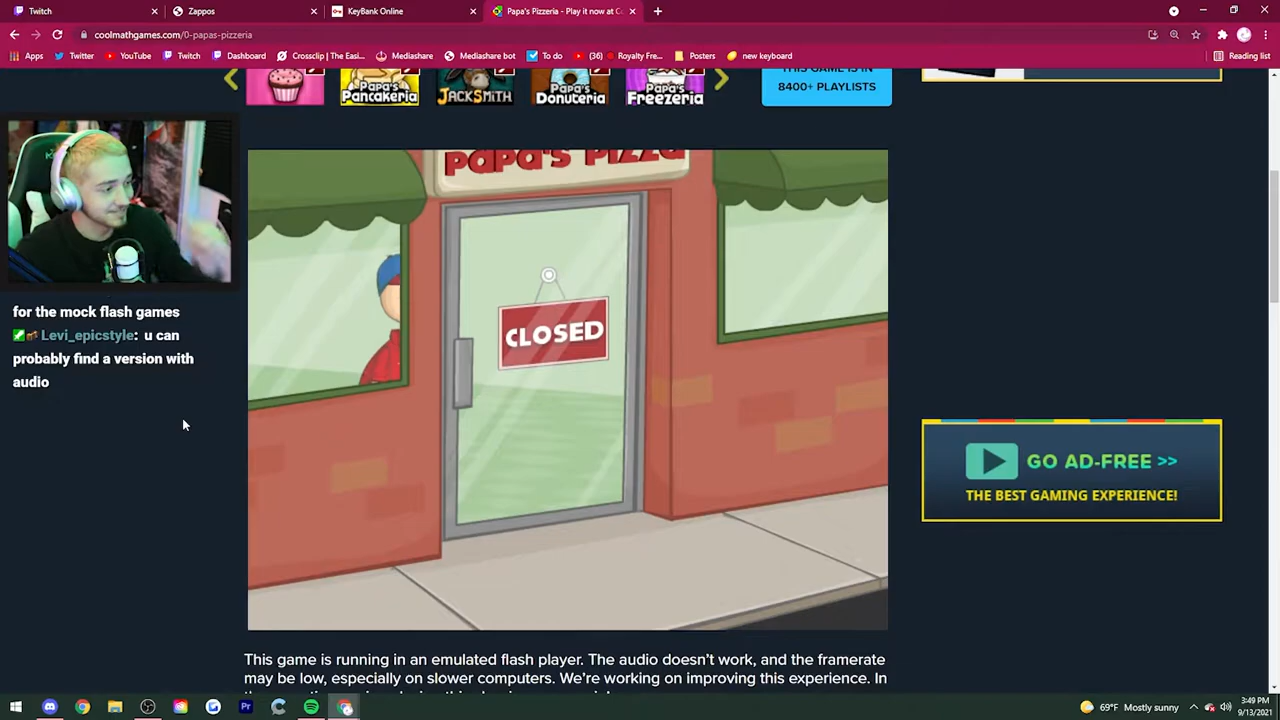 Twitch
Zappos
KeyBank Online
Papa's Pizzeria - Play it now at C
coolmathgames.com/0-papas-pizzeria
Apps
Twitter
YouTube
Twitch
Dashboard
Crossclip | The Easi...
Mediashare
Mediashare bot
To do
(36) Royalty Fre...
Posters
new keyboard
Reading list
Papa's Pancakeria
JACKSMITH
Papa's Donuteria
Papa's Freezeria
THIS GAME IS IN
8400+ PLAYLISTS
Papa's Pizza
CLOSED
for the mock flash games
Levi_epicstyle: u can
probably find a version with
audio
GO AD-FREE >>
THE BEST GAMING EXPERIENCE!
This game is running in an emulated flash player. The audio doesn't work, and the framerate
may be low, especially on slower computers. We're working on improving this experience. In
69°F Mostly sunny
3:49 PM
9/13/2021